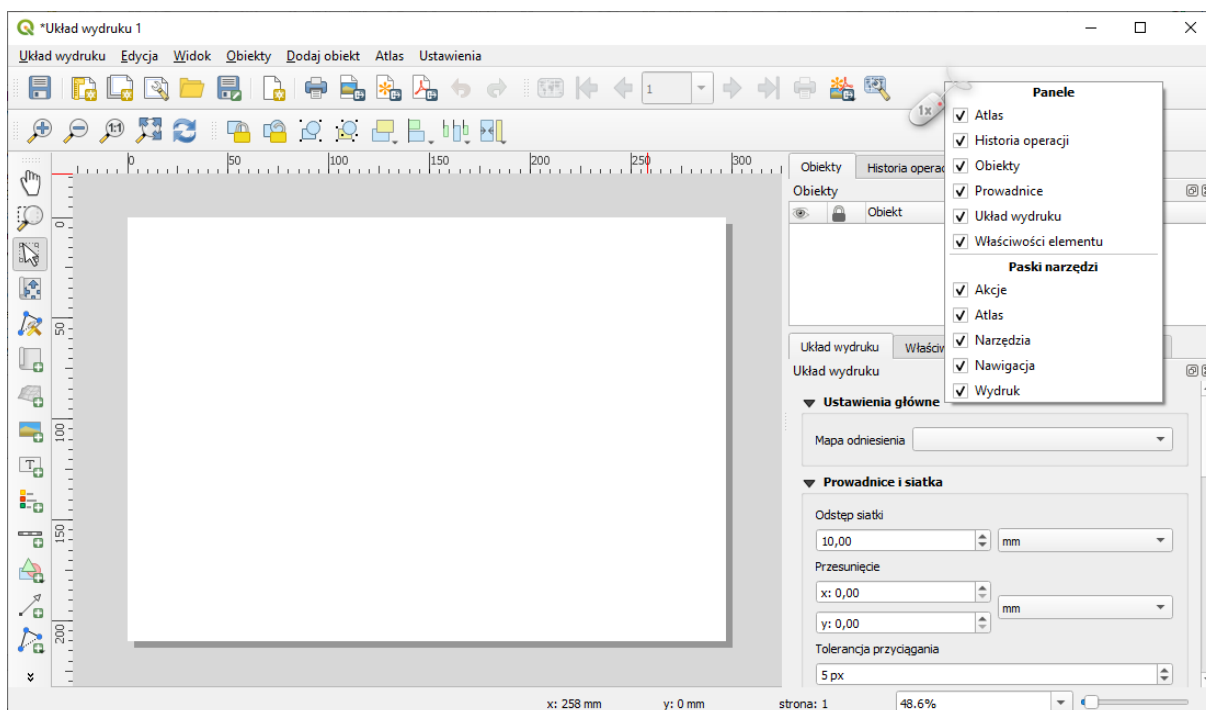 *Układ wydruku 1
Układ wydruku Edycja Widok Obiekty Dodaj obiekt Atlas Ustawienia
1
1x
1:1
Panele
Atlas
Historia operacji
Obiekty
Prowadnice
Układ wydruku
Właściwości elementu
Paski narzędzi
Akcje
Atlas
Narzędzia
Nawigacja
Wydruk
0 50 100 150 200 250 300
0
50
100
150
200
Obiekty Historia operac
Obiekty
Obiekt
Układ wydruku Właściw
Układ wydruku
Ustawienia główne
Mapa odniesienia
Prowadnice i siatka
Odstęp siatki
10,00 mm
Przesunięcie
x: 0,00
mm
y: 0,00
Tolerancja przyciągania
5 px
x: 258 mm y: 0 mm strona: 1 48.6%